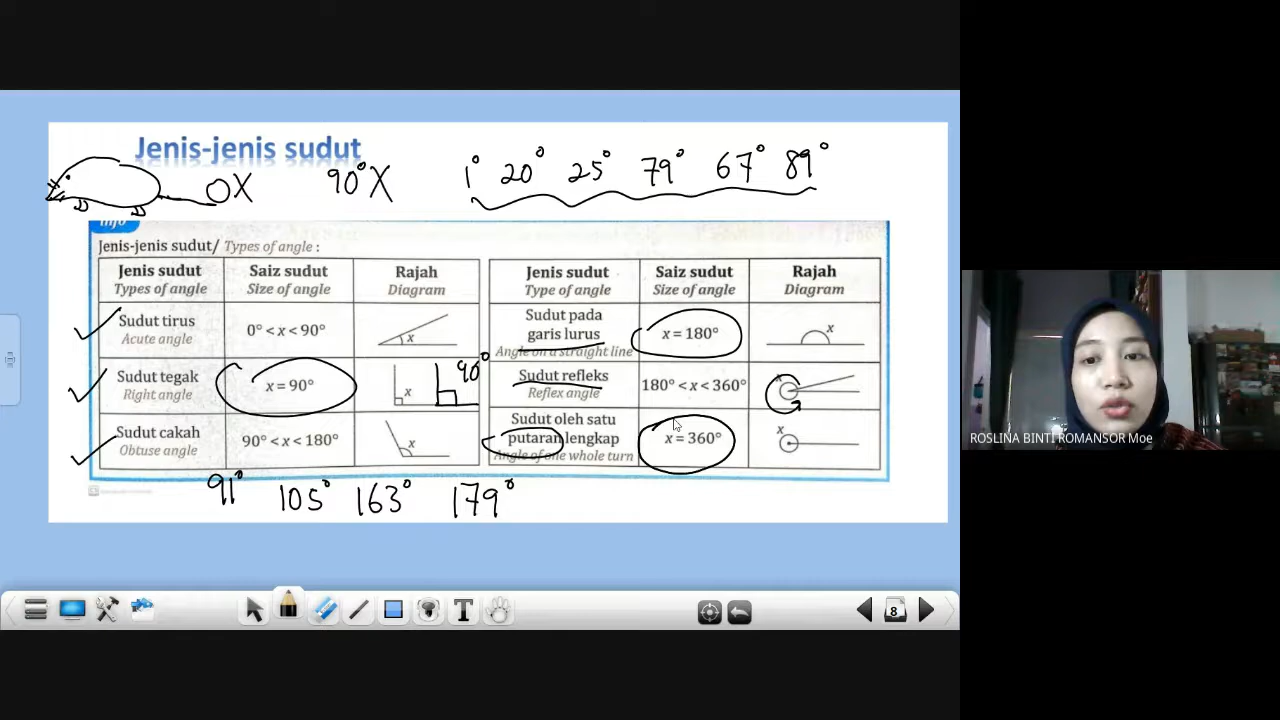 Jenis-jenis sudut
0X 90° X 1° 20° 25° 79° 67° 89°
Info
Jenis-jenis sudut/ Types of angle :
Jenis sudut
Types of angle
Saiz sudut
Size of angle
Rajah
Diagram
Sudut tirus
Acute angle
0° < x < 90°
x
Sudut tegak
Right angle
x = 90°
x
90°
Sudut cakah
Obtuse angle
90° < x < 180°
x
Jenis sudut
Type of angle
Saiz sudut
Size of angle
Rajah
Diagram
Sudut pada
garis lurus
Angle on a straight line
x = 180°
x
Sudut refleks
Reflex angle
180° < x < 360°
x
Sudut oleh satu
putaran lengkap
Angle of one whole turn
x = 360°
x
91° 105° 163° 179°
T
8
ROSLINA BINTI ROMANSOR Moe